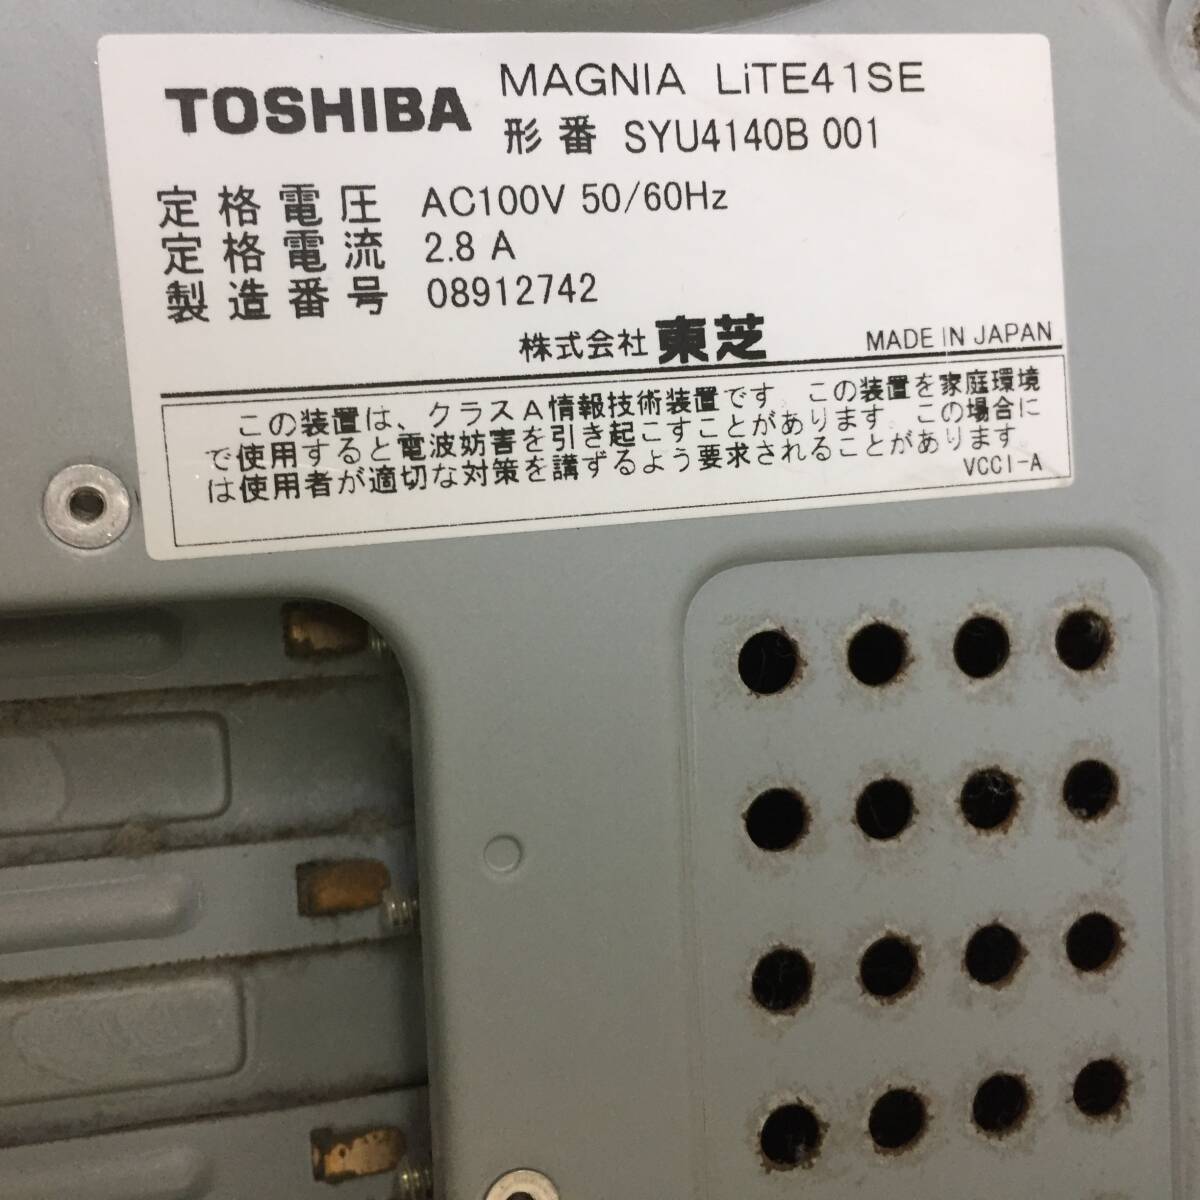 TOSHIBA
MAGNIA LiTE41SE
形番 SYU4140B 001
定格電圧 AC100V 50/60Hz
定格電流 2.8 A
製造番号 08912742
株式会社 東芝 MADE IN JAPAN
この装置は、クラスA情報技術装置です。この装置を家庭環境
で使用すると電波妨害を引き起こすことがあります。この場合に
は使用者が適切な対策を講ずるよう要求されることがあります。
VCCI-A